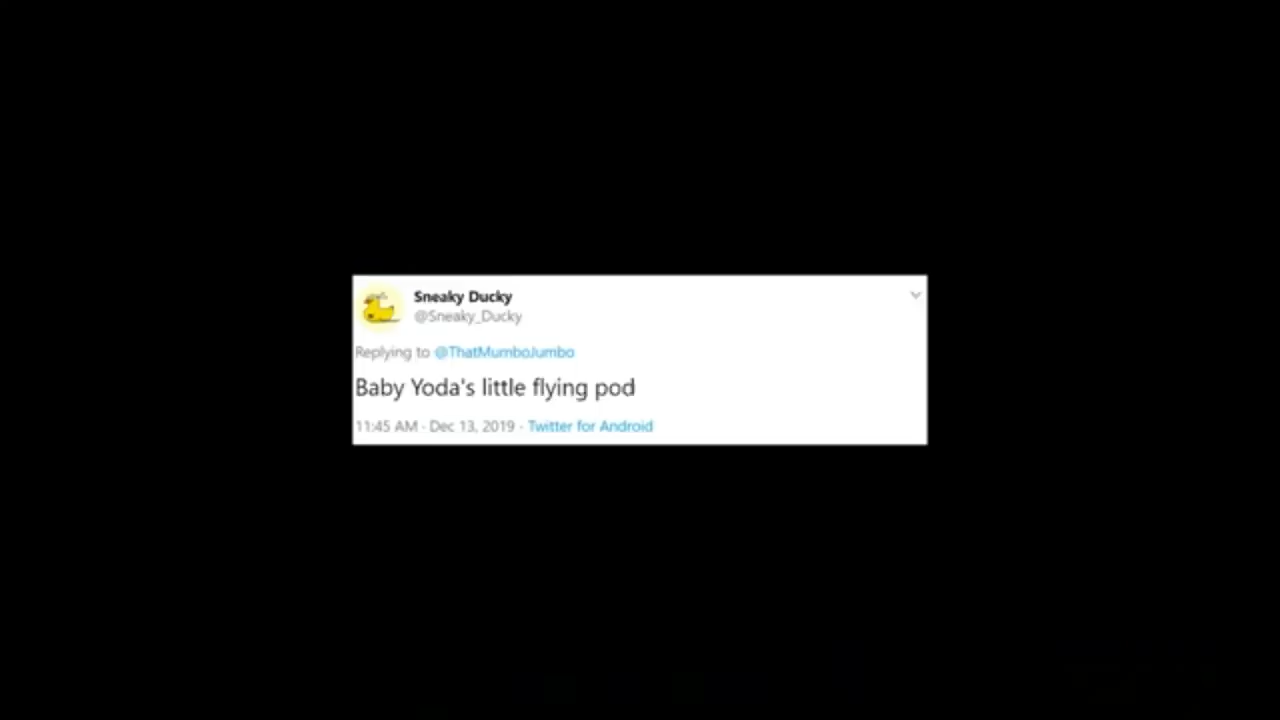 Sneaky Ducky
@Sneaky_Ducky
Replying to @ThatMumboJumbo
Baby Yoda's little flying pod
11:45 AM · Dec 13, 2019 · Twitter for Android